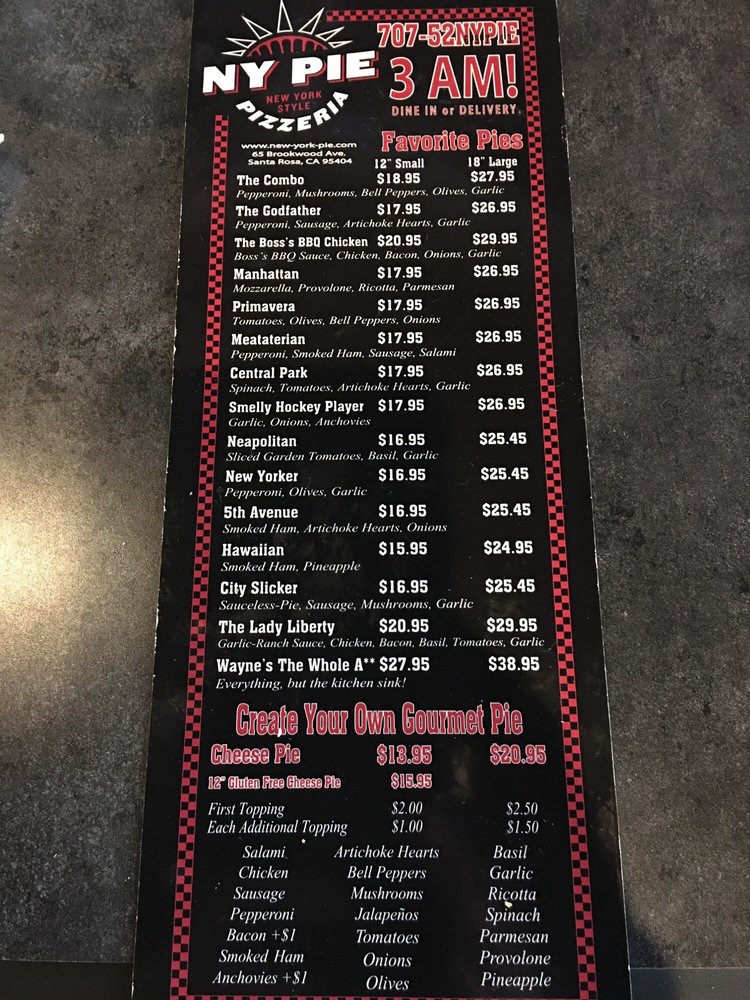 NY PIE
NEW YORK
STYLE
PIZZERIA
www.new-york-pie.com
65 Brookwood Ave.
Santa Rosa, CA 95404
707-52NYPIE
3 AM!
DINE IN or DELIVERY
Favorite Pies
12" Small 18" Large
The Combo $18.95 $27.95
Pepperoni, Mushrooms, Bell Peppers, Olives, Garlic
The Godfather $17.95 $26.95
Pepperoni, Sausage, Artichoke Hearts, Garlic
The Boss's BBQ Chicken $20.95 $29.95
Boss's BBQ Sauce, Chicken, Bacon, Onions, Garlic
Manhattan $17.95 $26.95
Mozzarella, Provolone, Ricotta, Parmesan
Primavera $17.95 $26.95
Tomatoes, Olives, Bell Peppers, Onions
Meataterian $17.95 $26.95
Pepperoni, Smoked Ham, Sausage, Salami
Central Park $17.95 $26.95
Spinach, Tomatoes, Artichoke Hearts, Garlic
Smelly Hockey Player $17.95 $26.95
Garlic, Onions, Anchovies
Neapolitan $16.95 $25.45
Sliced Garden Tomatoes, Basil, Garlic
New Yorker $16.95 $25.45
Pepperoni, Olives, Garlic
5th Avenue $16.95 $25.45
Smoked Ham, Artichoke Hearts, Onions
Hawaiian $15.95 $24.95
Smoked Ham, Pineapple
City Slicker $16.95 $25.45
Sauceless-Pie, Sausage, Mushrooms, Garlic
The Lady Liberty $20.95 $29.95
Garlic-Ranch Sauce, Chicken, Bacon, Basil, Tomatoes, Garlic
Wayne's The Whole A** $27.95 $38.95
Everything, but the kitchen sink!
Create Your Own Gourmet Pie
Cheese Pie $13.95 $20.95
12" Gluten Free Cheese Pie $15.95
First Topping $2.00 $2.50
Each Additional Topping $1.00 $1.50
Salami Artichoke Hearts Basil
Chicken Bell Peppers Garlic
Sausage Mushrooms Ricotta
Pepperoni Jalapeños Spinach
Bacon +$1 Tomatoes Parmesan
Smoked Ham Onions Provolone
Anchovies +$1 Olives Pineapple